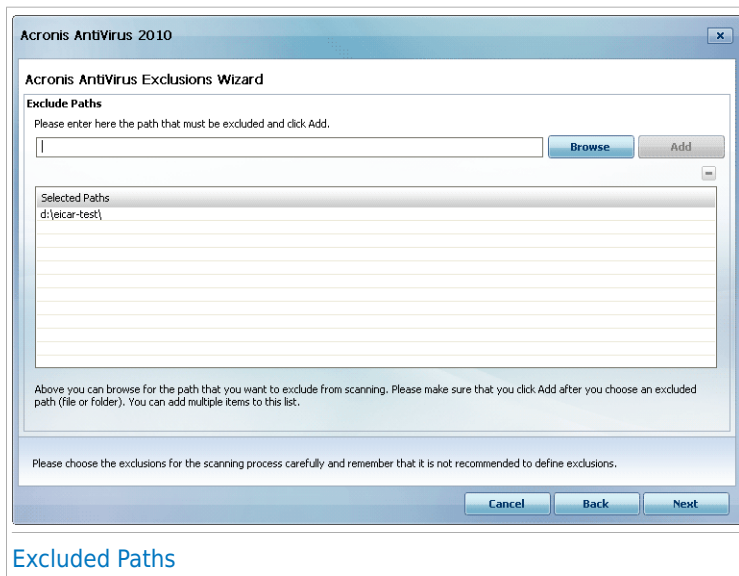 Acronis AntiVirus 2010
Acronis AntiVirus Exclusions Wizard
Exclude Paths
Please enter here the path that must be excluded and click Add.
Browse
Add
Selected Paths
d:\eicar-test\
Above you can browse for the path that you want to exclude from scanning. Please make sure that you click Add after you choose an excluded
path (file or folder). You can add multiple items to this list.
Please choose the exclusions for the scanning process carefully and remember that it is not recommended to define exclusions.
Cancel
Back
Next
Excluded Paths